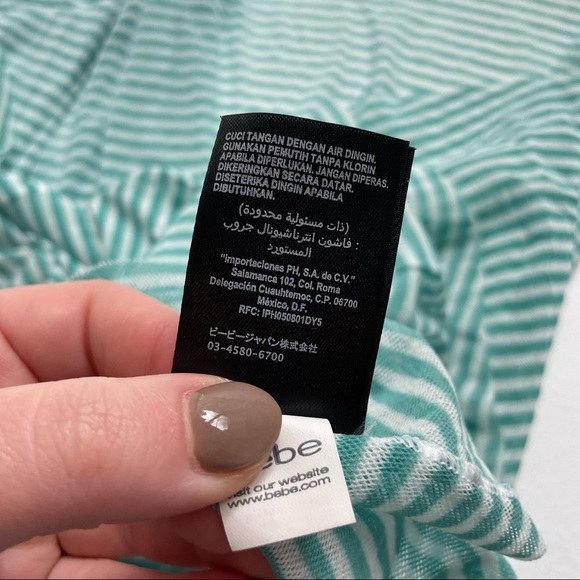 CUCI TANGAN DENGAN AIR DINGIN.
GUNAKAN PEMUTIH TANPA KLORIN
APABILA DIPERLUKAN. JANGAN DIPERAS.
DIKERINGKAN SECARA DATAR.
DISETERIKA DINGIN APABILA
DIBUTUHKAN.
(ذات مسئولية محدودة)
فاشون انترناشيونال جروب :
المستورد
"Importaciones PH, S.A. de C.V."
Salamanca 102, Col. Roma
Delegación Cuauhtemoc, C.P. 06700
México, D.F.
RFC: IPH050801DY5
ビービージャパン株式会社
03-4580-6700
bebe
visit our website
www.bebe.com